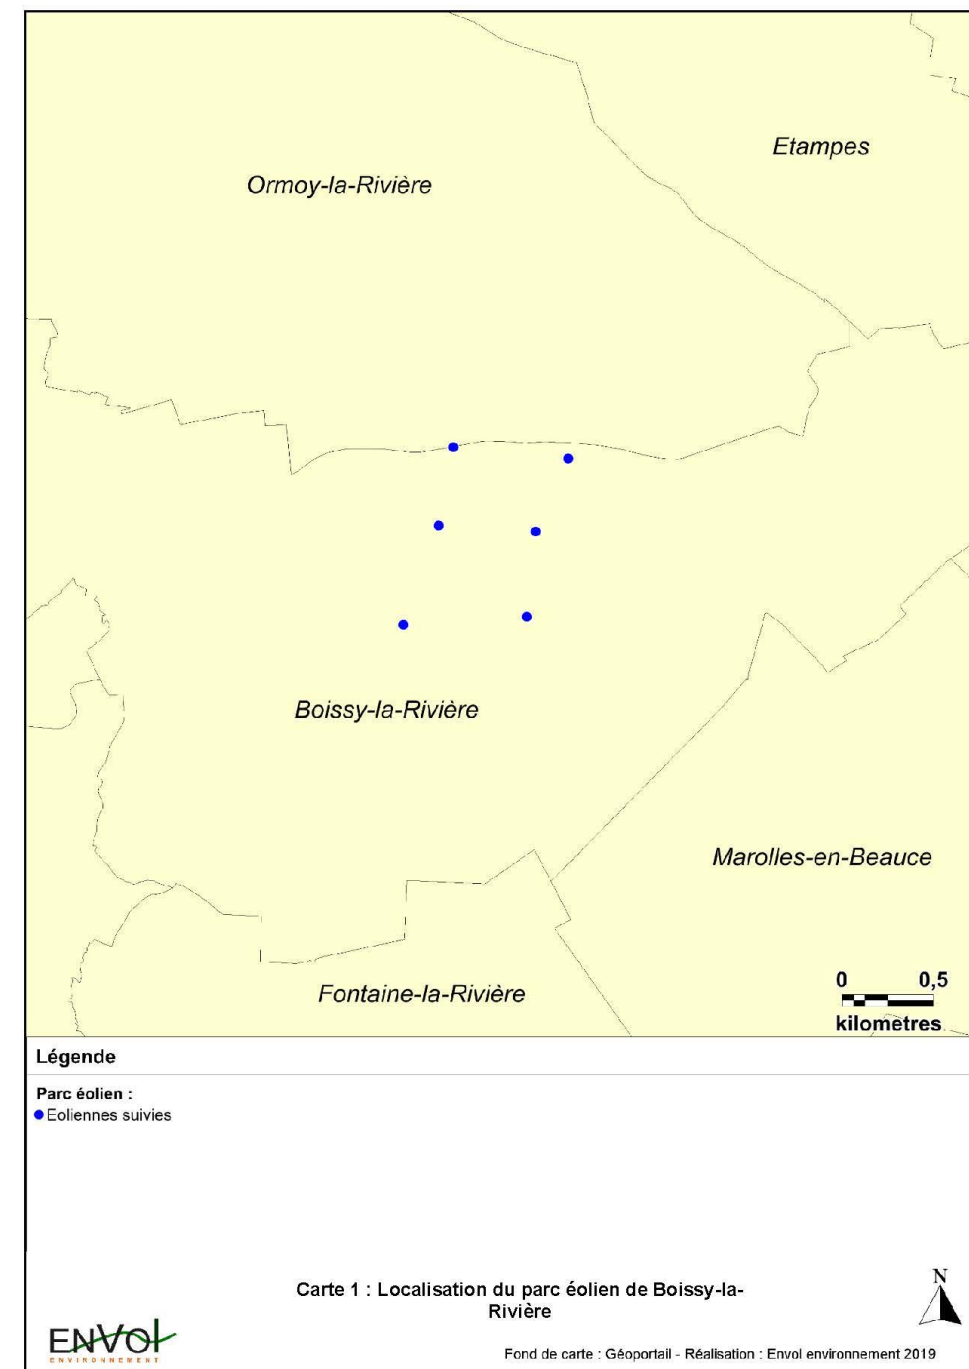 Etampes
Ormoy-la-Rivière
Boissy-la-Rivière
Marolles-en-Beauce
Fontaine-la-Rivière
0 0,5
kilometres
Légende
Parc éolien :
Eoliennes suivies
Carte 1 : Localisation du parc éolien de Boissy-la-
Rivière
N
ENVOl
ENVIRONNEMENT
Fond de carte : Géoportail - Réalisation : Envol environnement 2019